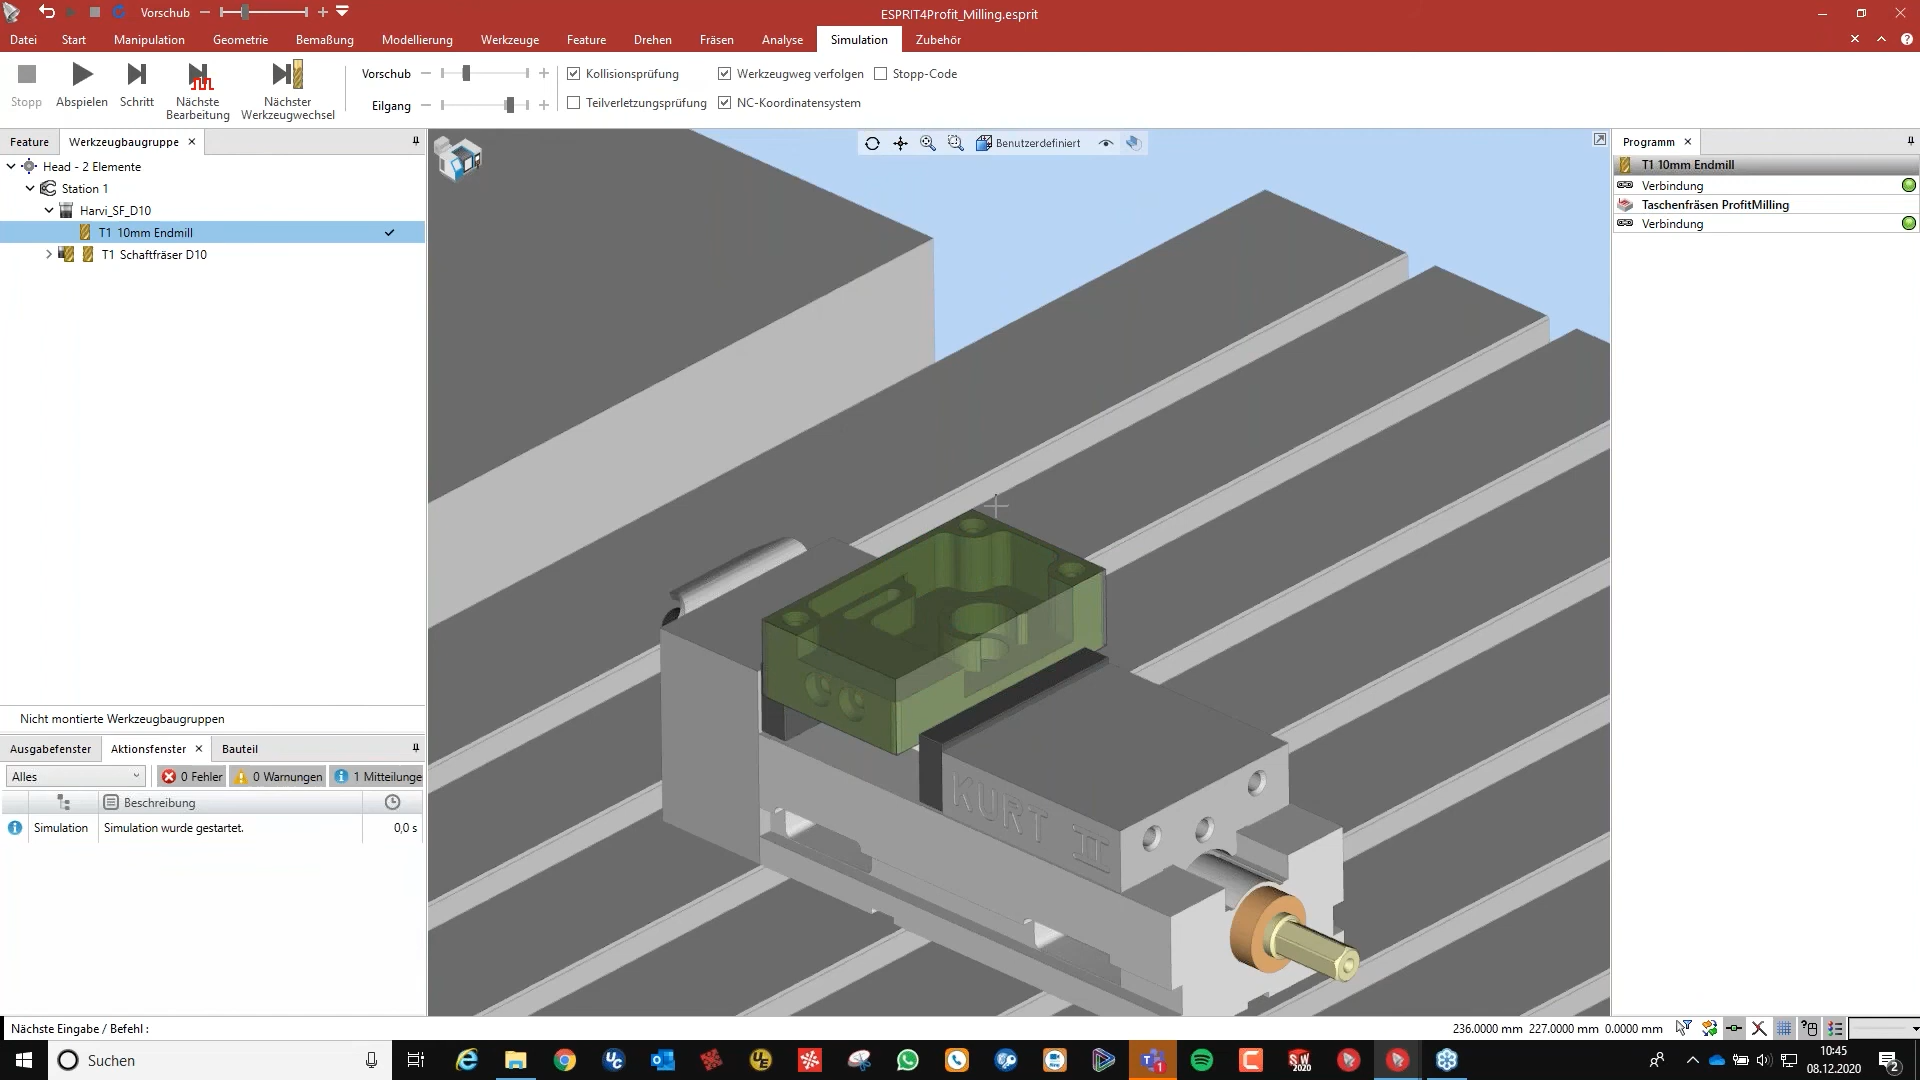 Vorschub
ESPRIT4Profit_Milling.esprit
Datei Start Manipulation Geometrie Bemaßung Modellierung Werkzeuge Feature Drehen Fräsen Analyse Simulation Zubehör
Stopp
Abspielen
Schritt
Nächste
Bearbeitung
Nächster
Werkzeugwechsel
Vorschub
Eilgang
Kollisionsprüfung
Werkzeugweg verfolgen
Stopp-Code
Teilverletzungsprüfung
NC-Koordinatensystem
Feature
Werkzeugbaugruppe
Head - 2 Elemente
Station 1
Harvi_SF_D10
T1 10mm Endmill
T1 Schaftfräser D10
Nicht montierte Werkzeugbaugruppen
Ausgabefenster
Aktionsfenster
Bauteil
Alles
0 Fehler
0 Warnungen
1 Mitteilunge
Beschreibung
Simulation
Simulation wurde gestartet.
0,0 s
Benutzerdefiniert
KURT II
Programm
T1 10mm Endmill
Verbindung
Taschenfräsen ProfitMilling
Verbindung
Nächste Eingabe / Befehl :
236.0000 mm 227.0000 mm 0.0000 mm
Suchen
10:45
08.12.2020